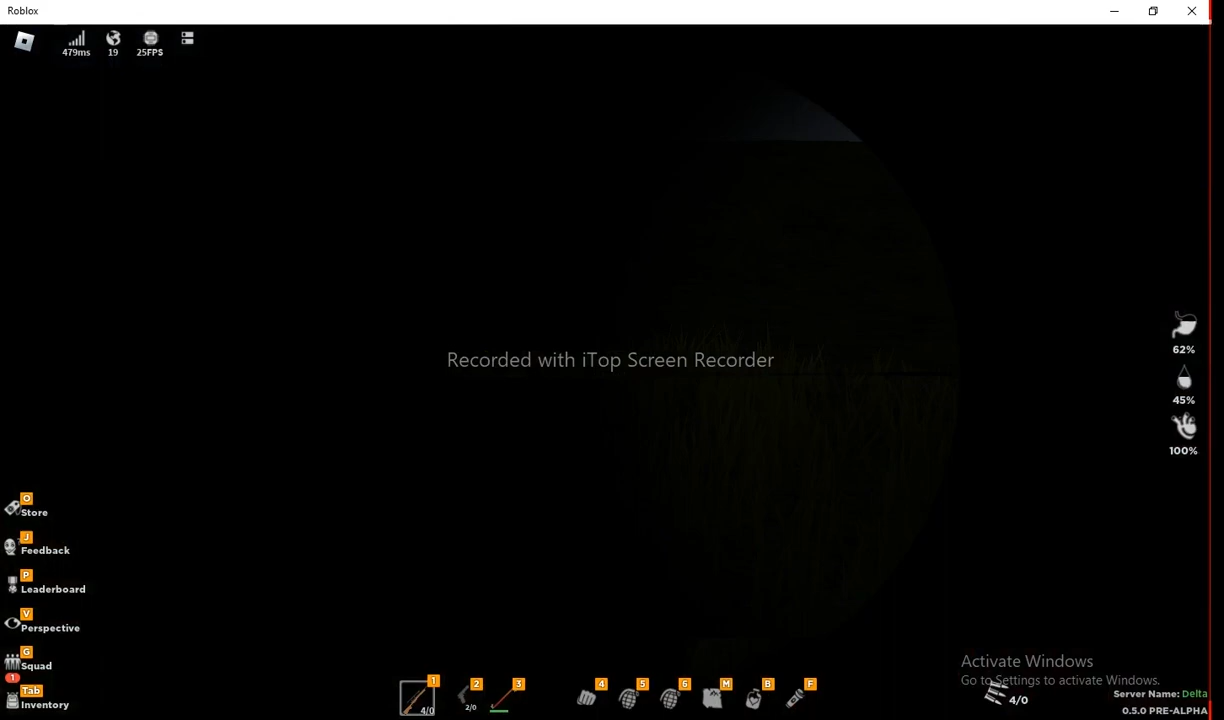 Roblox
479ms
19
25FPS
Recorded with iTop Screen Recorder
62%
45%
100%
O
Store
J
Feedback
P
Leaderboard
V
Perspective
G
Squad
1
Tab
Inventory
1
4/0
2
2/0
3
4
5
6
M
B
F
Activate Windows
Go to Settings to activate Windows.
4/0
Server Name: Delta
0.5.0 PRE-ALPHA